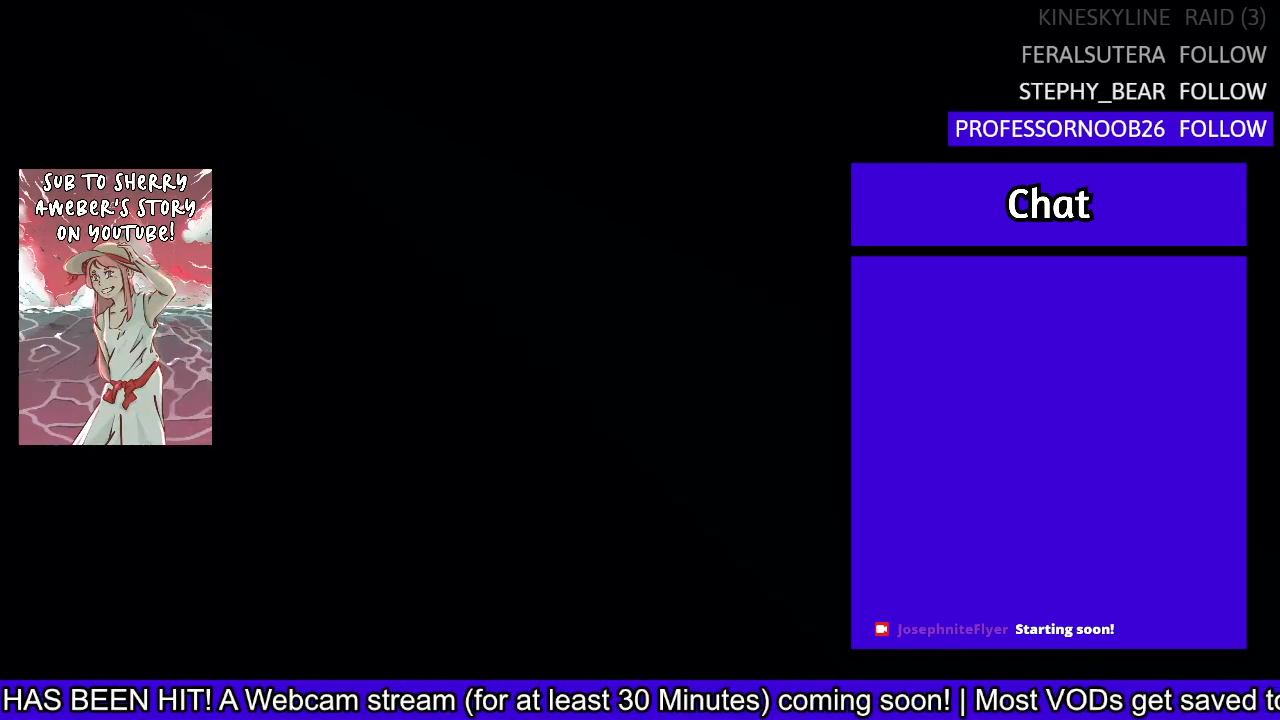 KINESKYLINE RAID (3)
FERALSUTERA FOLLOW
STEPHY_BEAR FOLLOW
PROFESSORNOOB26 FOLLOW
SUB TO SHERRY
AWEBER'S STORY
ON YOUTUBE!
Chat
JosephniteFlyer Starting soon!
HAS BEEN HIT! A Webcam stream (for at least 30 Minutes) coming soon! | Most VODs get saved to